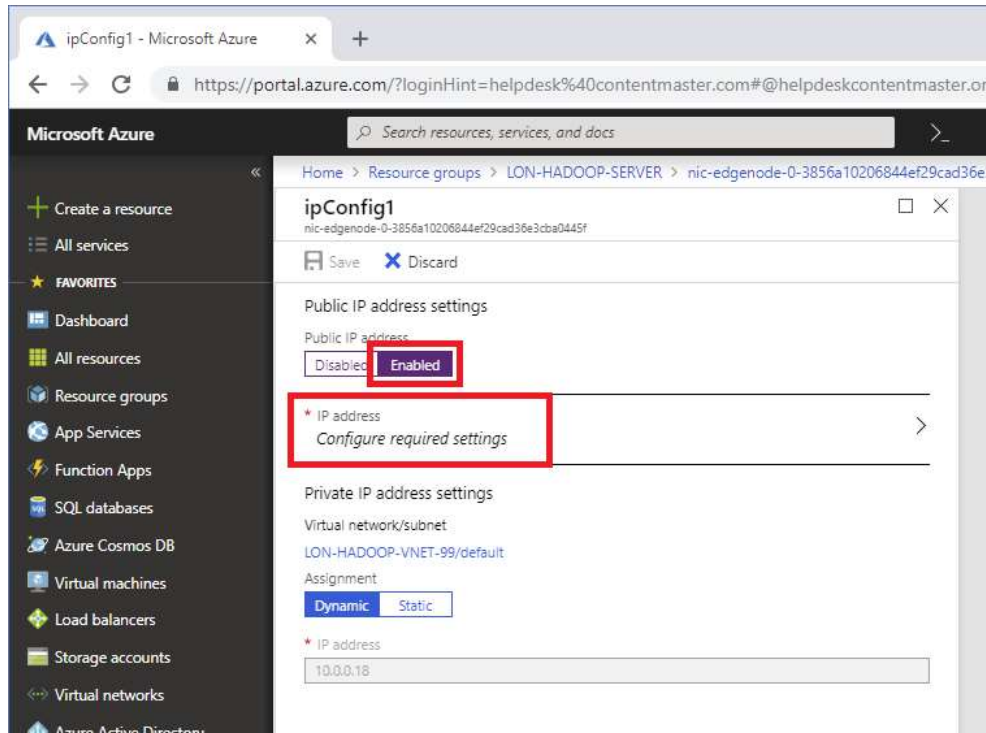 ipConfig1 - Microsoft Azure
https://portal.azure.com/?loginHint=helpdesk%40contentmaster.com#@helpdeskcontentmaster.or
Microsoft Azure
Search resources, services, and docs
Home > Resource groups > LON-HADOOP-SERVER > nic-edgenode-0-3856a10206844ef29cad36e
Create a resource
All services
FAVORITES
Dashboard
All resources
Resource groups
App Services
Function Apps
SQL databases
Azure Cosmos DB
Virtual machines
Load balancers
Storage accounts
Virtual networks
Azure Active Directory
ipConfig1
nic-edgenode-0-3856a10206844ef29cad36e3cba0445f
Save Discard
Public IP address settings
Public IP address
Disabled Enabled
* IP address
Configure required settings
Private IP address settings
Virtual network/subnet
LON-HADOOP-VNET-99/default
Assignment
Dynamic Static
* IP address
10.0.0.18